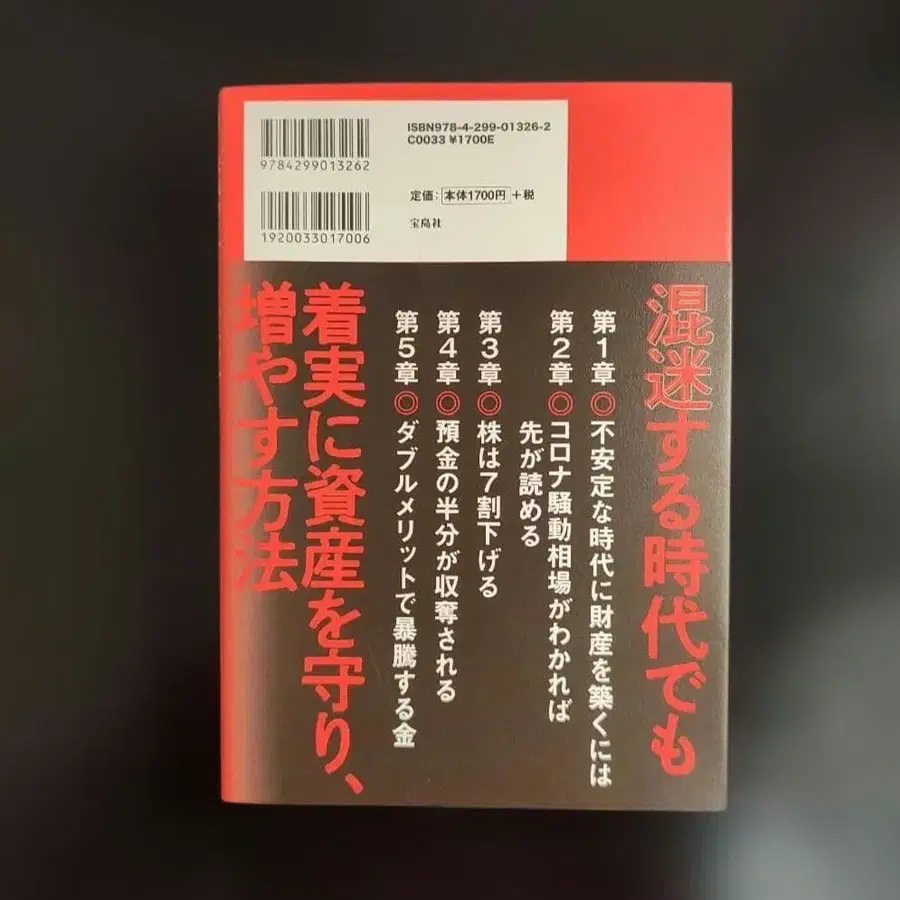 ISBN978-4-299-01326-2
C0033 ¥1700E
9784299013262
定価：本体1700円+税
1920033017006
宝島社
混迷する時代でも
第1章◎不安定な時代に財産を築くには
第2章◎コロナ騒動相場がわかれば
先が読める
第3章◎株は7割下げる
第4章◎預金の半分が収奪される
第5章◎ダブルメリットで暴騰する金
着実に資産を守り、
増やす方法